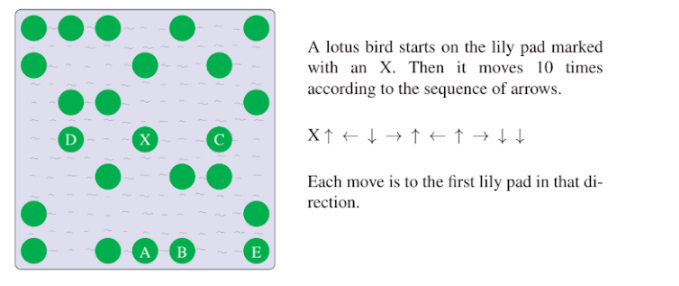 A lotus bird starts on the lily pad marked
with an X. Then it moves 10 times
according to the sequence of arrows.
D X C
X↑ ← ↓ → ↑ ← ↑ → ↓ ↓
Each move is to the first lily pad in that di-
rection.
A B E